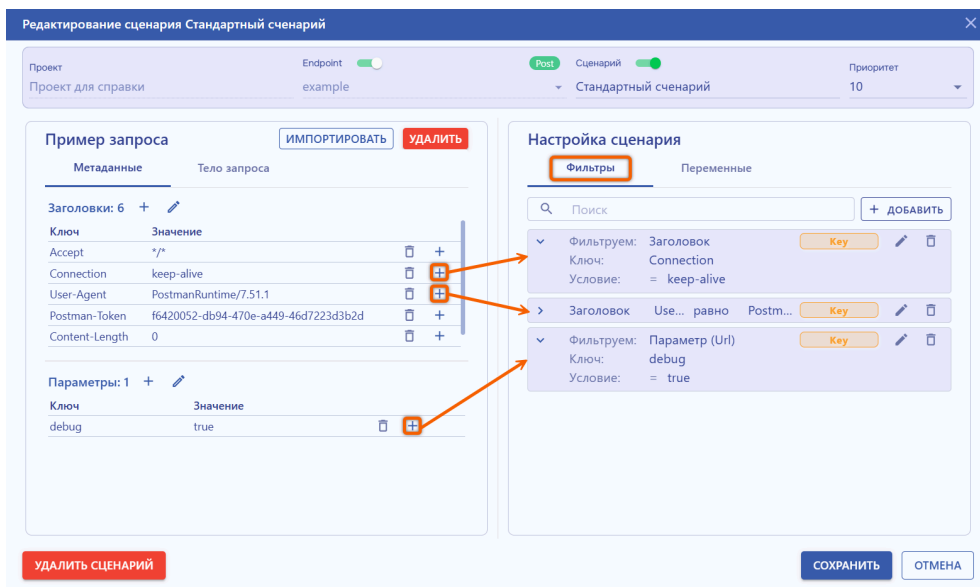 Редактирование сценария Стандартный сченарий
Проект
Проект для справки
Endpoint
example
Post
Сценарий
Стандартный сченарий
Приоритет
10
Пример запроса
ИМПОРТИРОВАТЬ
УДАЛИТЬ
Метаданные
Тело запроса
Заголовки: 6 +
Ключ Значение
Accept */*
Connection keep-alive
User-Agent PostmanRuntime/7.51.1
Postman-Token f6420052-db94-470e-a449-46d7223d3b2d
Content-Length 0
Параметры: 1 +
Ключ Значение
debug true
Настройка сценария
Фильтры
Переменные
Поиск
+ ДОБАВИТЬ
Фильтруем: Заголовок Key
Ключ: Connection
Условие: = keep-alive
Заголовок Use... равно Postm... Key
Фильтруем: Параметр (Url) Key
Ключ: debug
Условие: = true
УДАЛИТЬ СЦЕНАРИЙ
СОХРАНИТЬ
ОТМЕНА